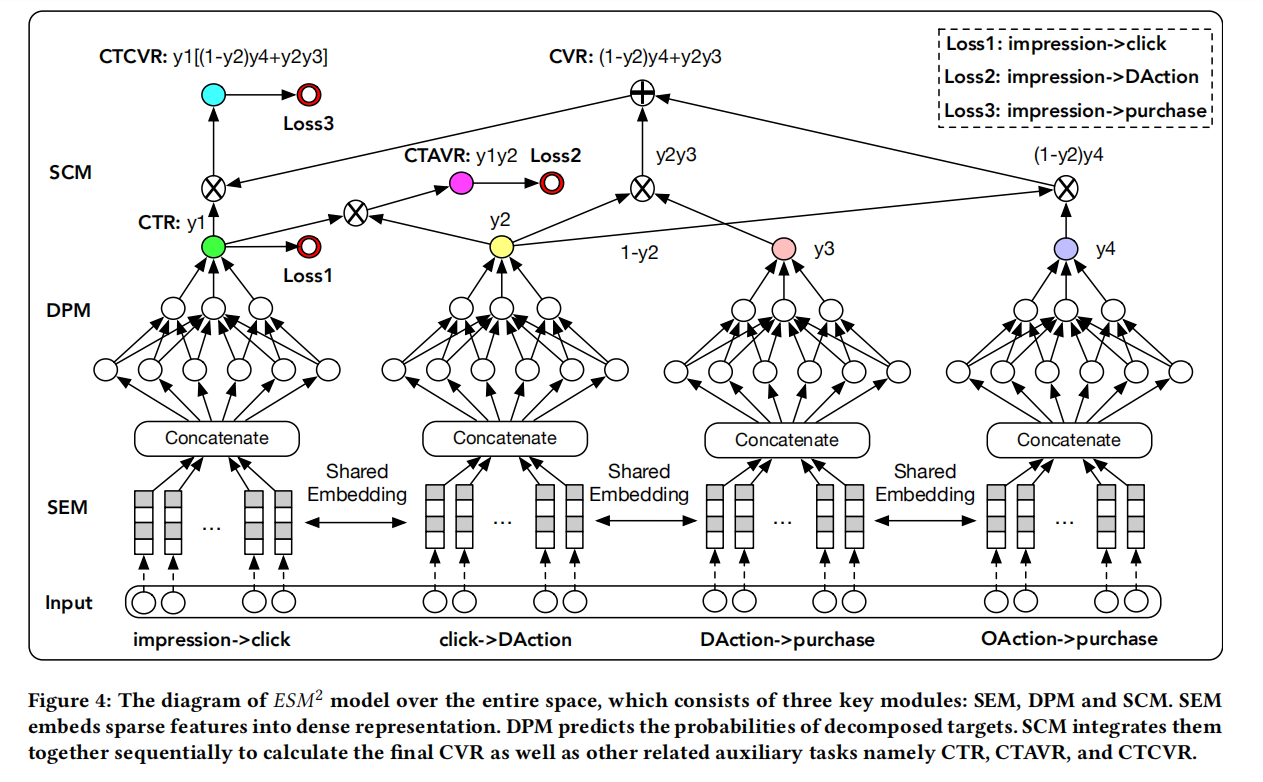 CTCVR: y1[(1-y2)y4+y2y3]
CVR: (1-y2)y4+y2y3
Loss1: impression->click
Loss2: impression->DAction
Loss3: impression->purchase
Loss3
SCM
CTAVR: y1y2
Loss2
y2y3
(1-y2)y4
CTR: y1
y2
Loss1
1-y2
y3
y4
DPM
Concatenate
Concatenate
Concatenate
Concatenate
SEM
...
Shared
Embedding
...
Shared
Embedding
...
Shared
Embedding
...
Input
impression->click
click->DAction
DAction->purchase
OAction->purchase
Figure 4: The diagram of ESM² model over the entire space, which consists of three key modules: SEM, DPM and SCM. SEM
embeds sparse features into dense representation. DPM predicts the probabilities of decomposed targets. SCM integrates them
together sequentially to calculate the final CVR as well as other related auxiliary tasks namely CTR, CTAVR, and CTCVR.